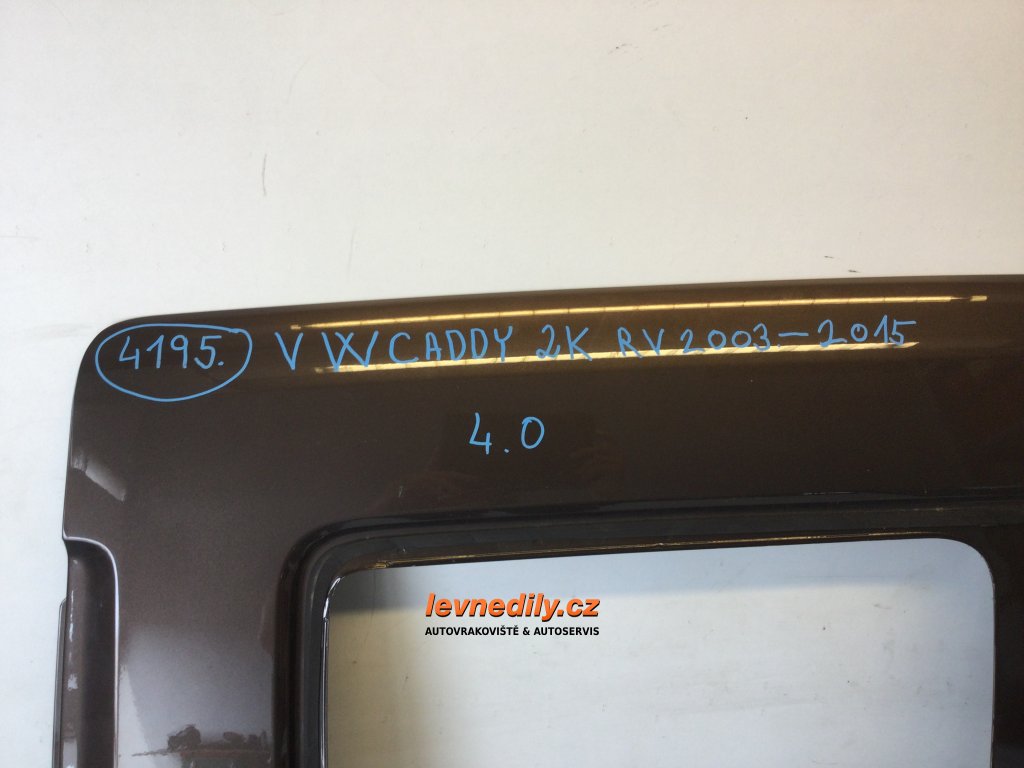 4195. V VW CADDY 2K RV 2003-2015
4.0
levnedily.cz
AUTOVRAKOVIŠTĚ & AUTOSERVIS